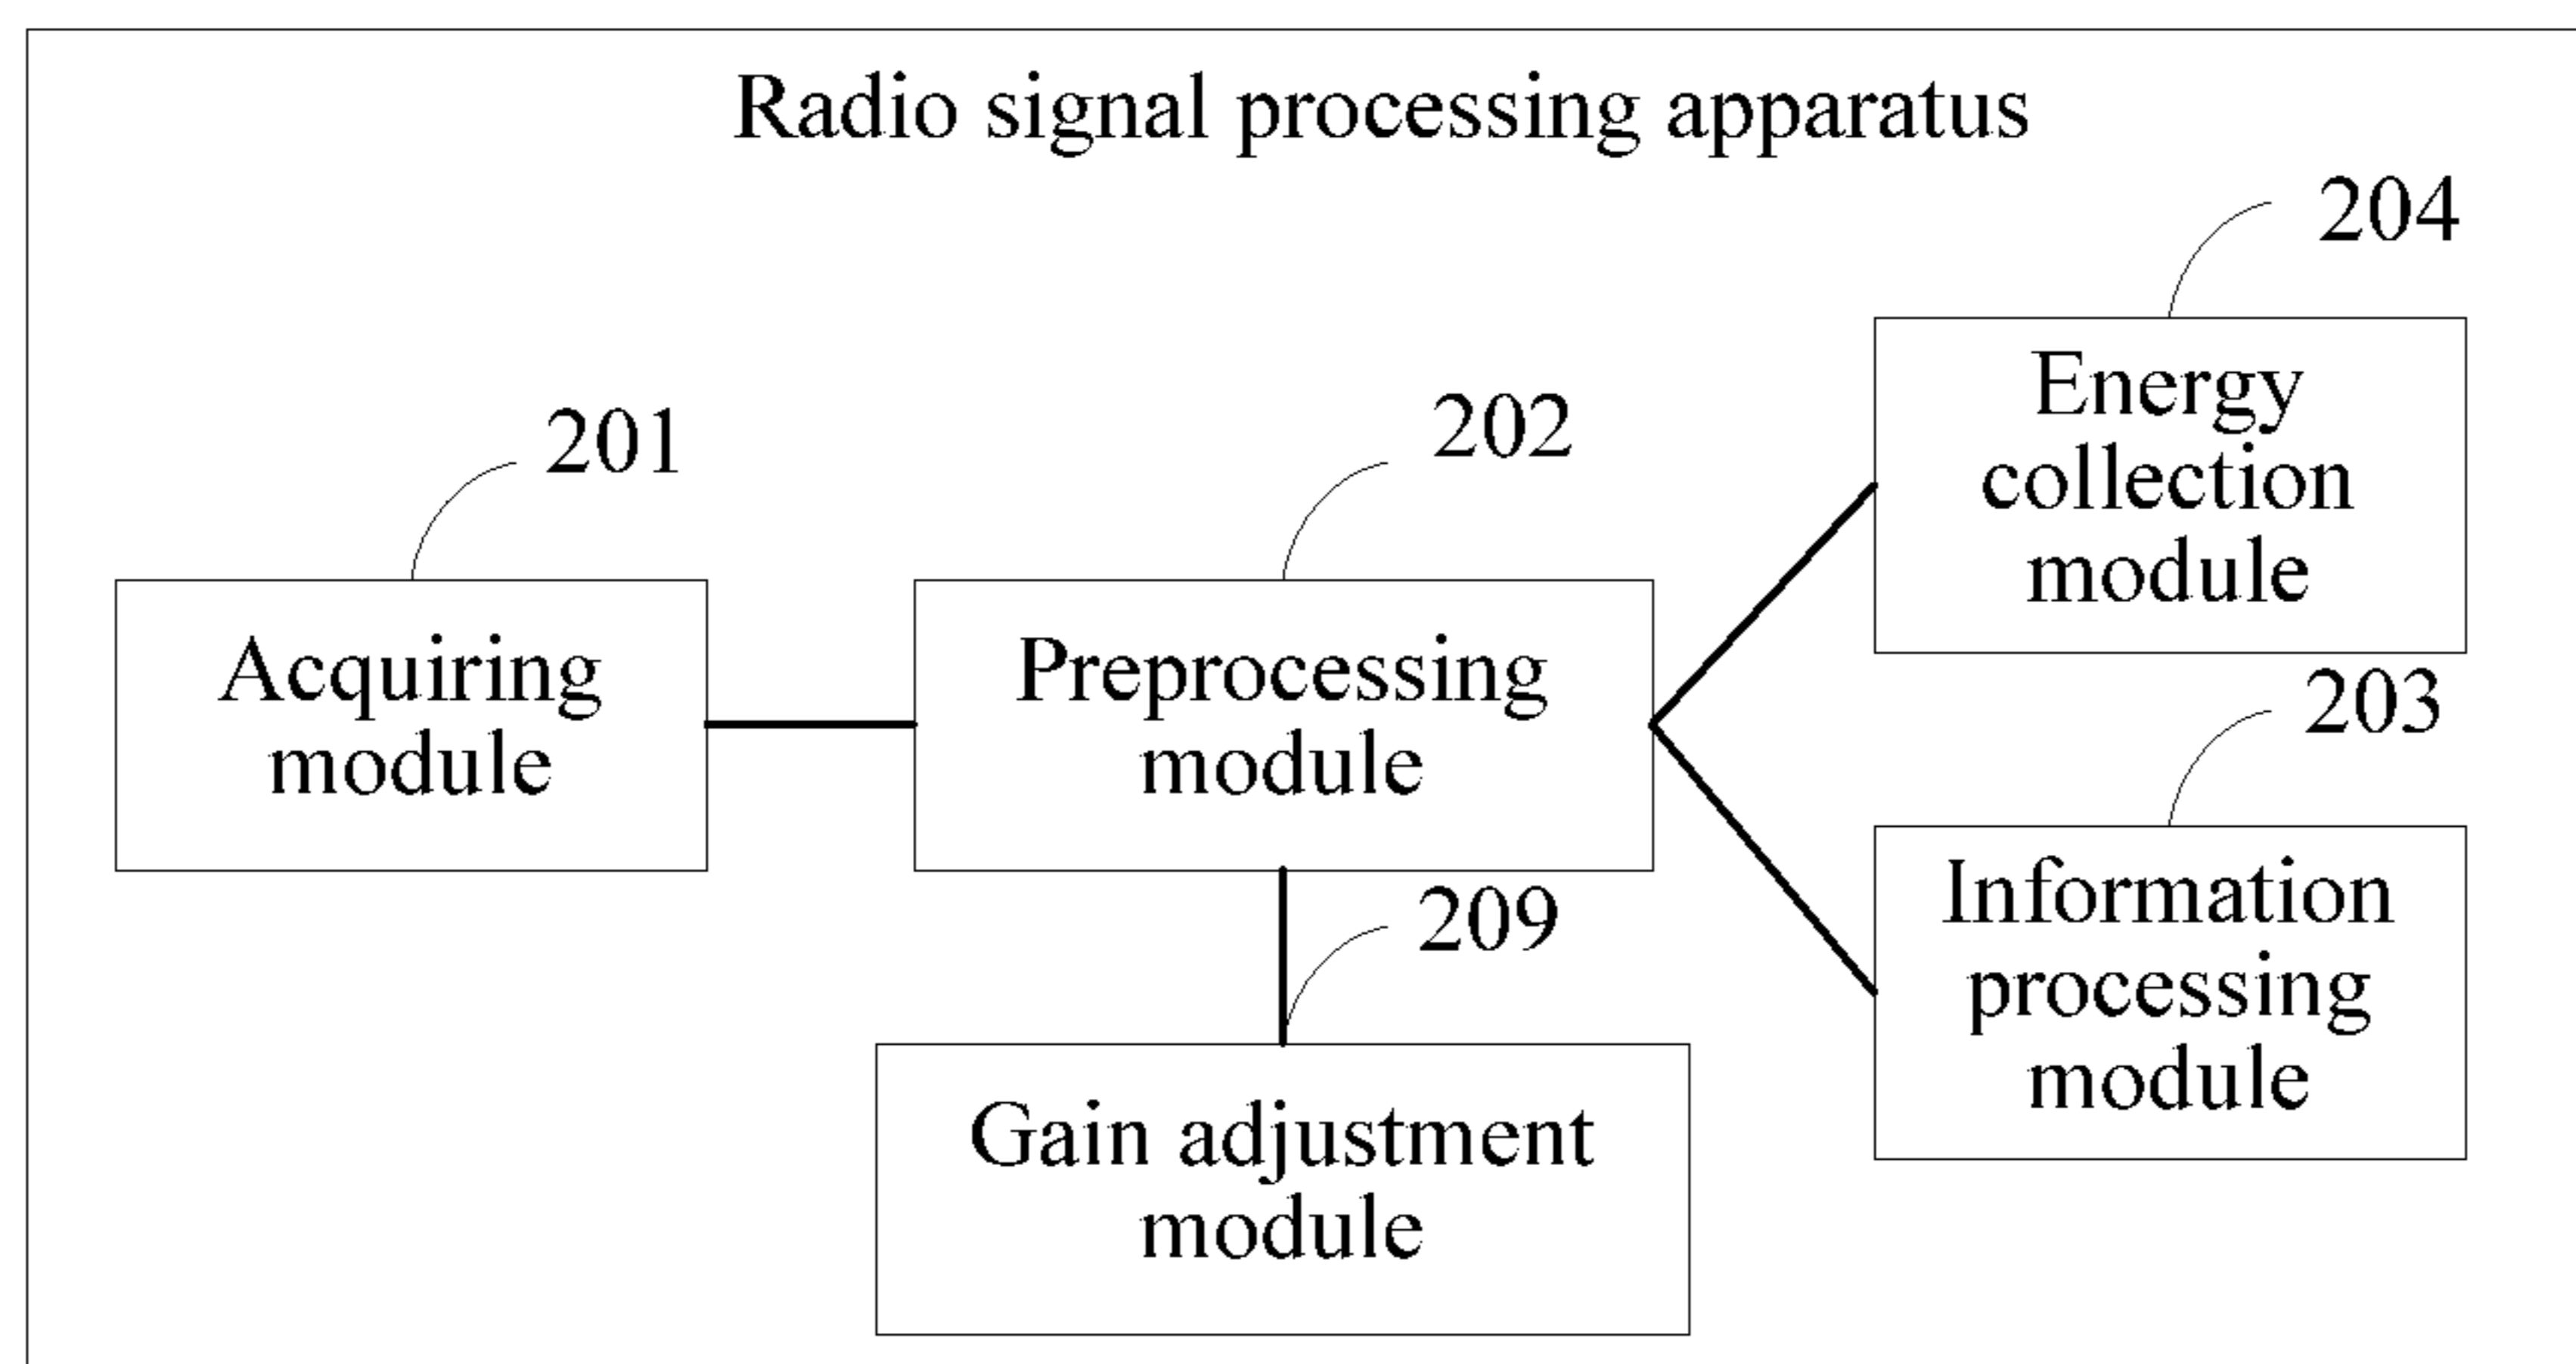 Radio signal processing apparatus
204
Energy
collection
module
201
202
Acquiring
module
Preprocessing
module
203
Information
processing
module
209
Gain adjustment
module